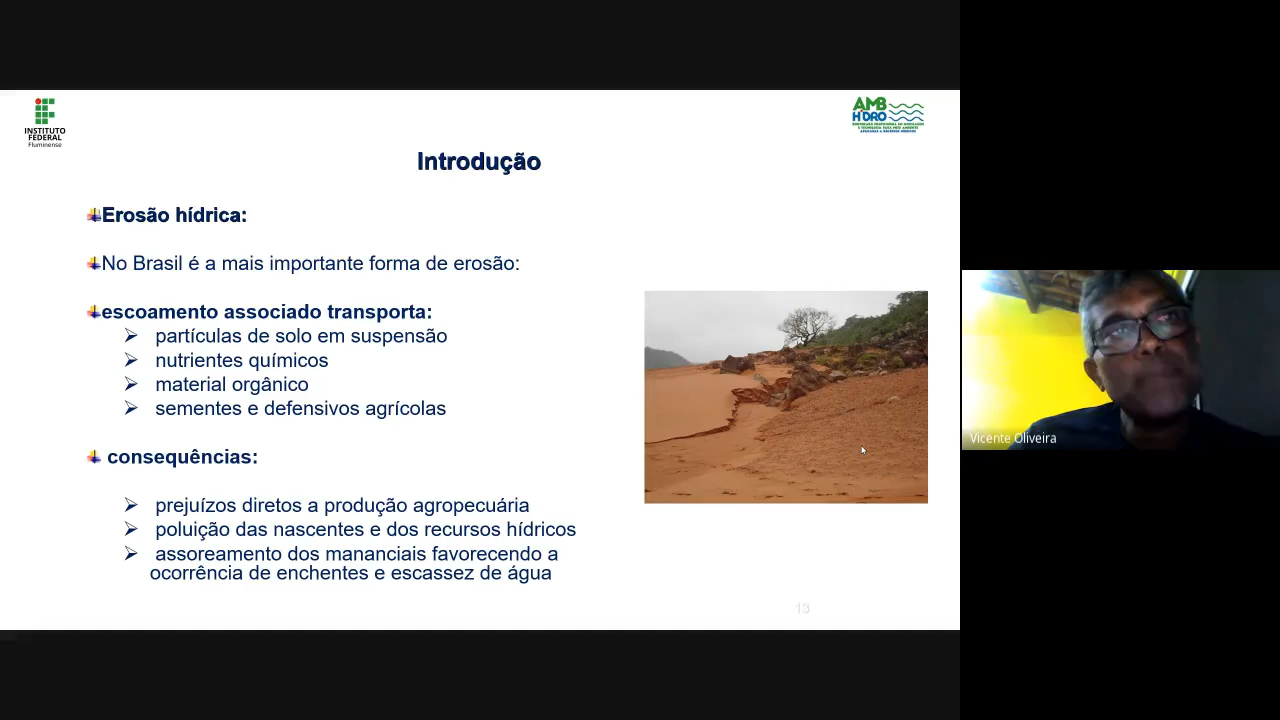 INSTITUTO
FEDERAL
Fluminense
AMB
HIDRO
Introdução
Erosão hídrica:
No Brasil é a mais importante forma de erosão:
escoamento associado transporta:
partículas de solo em suspensão
nutrientes químicos
material orgânico
sementes e defensivos agrícolas
consequências:
prejuízos diretos a produção agropecuária
poluição das nascentes e dos recursos hídricos
assoreamento dos mananciais favorecendo a
ocorrência de enchentes e escassez de água
13
Vicente Oliveira